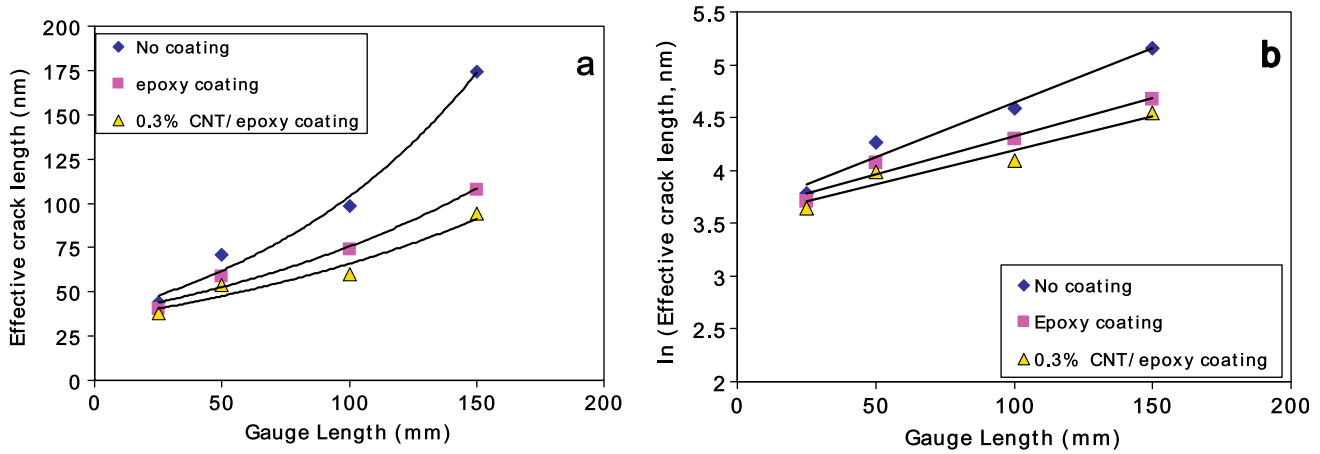 200
175
150
125
100
75
50
25
0
Effective crack length (nm)
No coating
epoxy coating
0.3% CNT/ epoxy coating
a
0
50
100
150
200
Gauge Length (mm)
5.5
5
4.5
4
3.5
3
2.5
2
ln (Effective crack length, nm)
b
No coating
Epoxy coating
0.3% CNT/ epoxy coating
0
50
100
150
200
Gauge Length (mm)